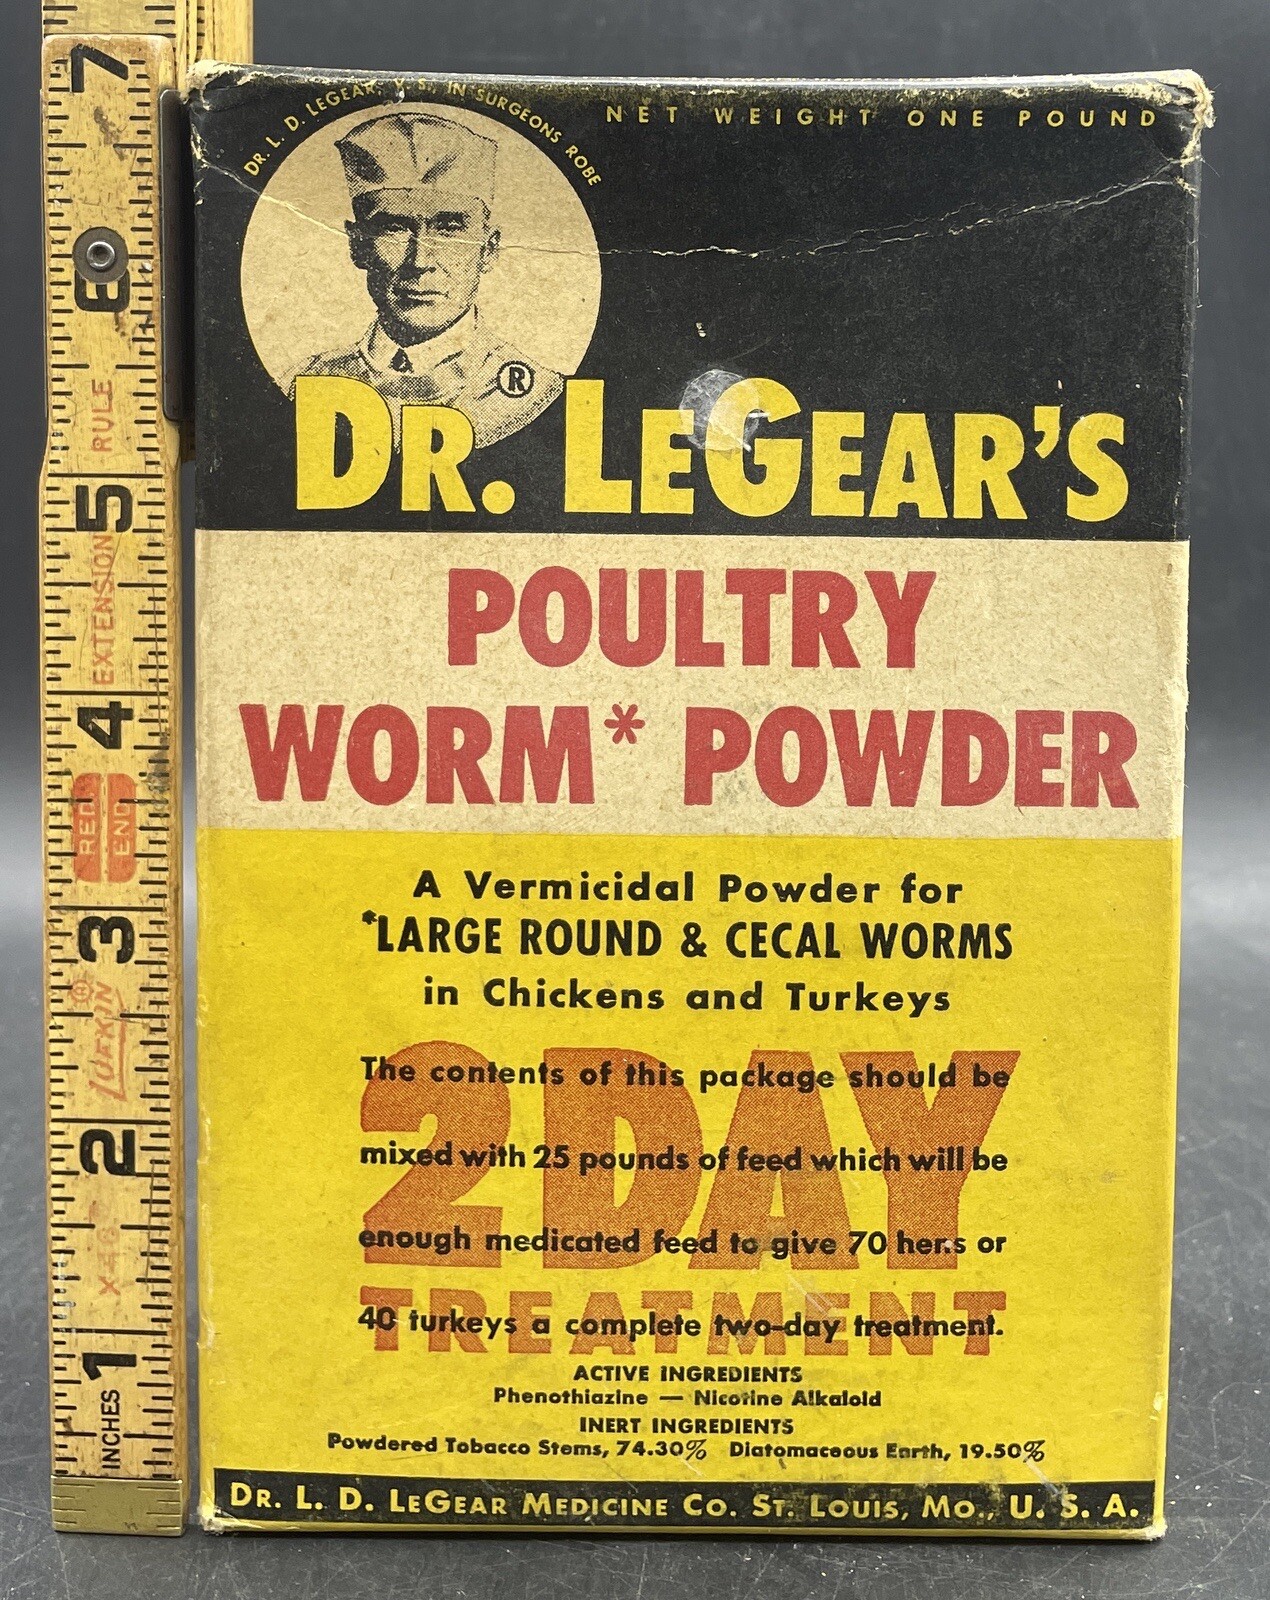 DR. L. D. LEGEAR, V. S., IN SURGEONS ROBE
NET WEIGHT ONE POUND
®
DR. LEGEAR'S
POULTRY
WORM* POWDER
A Vermicidal Powder for
*LARGE ROUND & CECAL WORMS
in Chickens and Turkeys
2 DAY
TREATMENT
The contents of this package should be
mixed with 25 pounds of feed which will be
enough medicated feed to give 70 hens or
40 turkeys a complete two-day treatment.
ACTIVE INGREDIENTS
Phenothiazine — Nicotine Alkaloid
INERT INGREDIENTS
Powdered Tobacco Stems, 74.30% Diatomaceous Earth, 19.50%
DR. L. D. LEGEAR MEDICINE CO. ST. LOUIS, MO., U. S. A.
7
6
RULE
5
EXTENSION
4
RED
END
3
LUFKIN ®
2
X46
1
INCHES